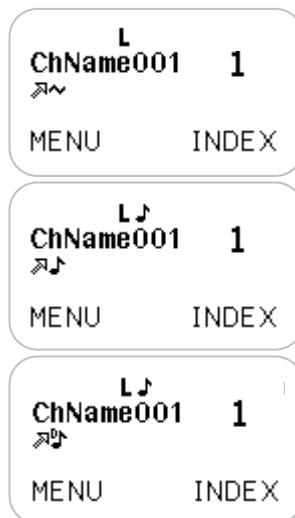 L
ChName001 1
MENU INDEX
L♪
ChName001 1
♪
MENU INDEX
L♪
ChName001 1
D♪
MENU INDEX